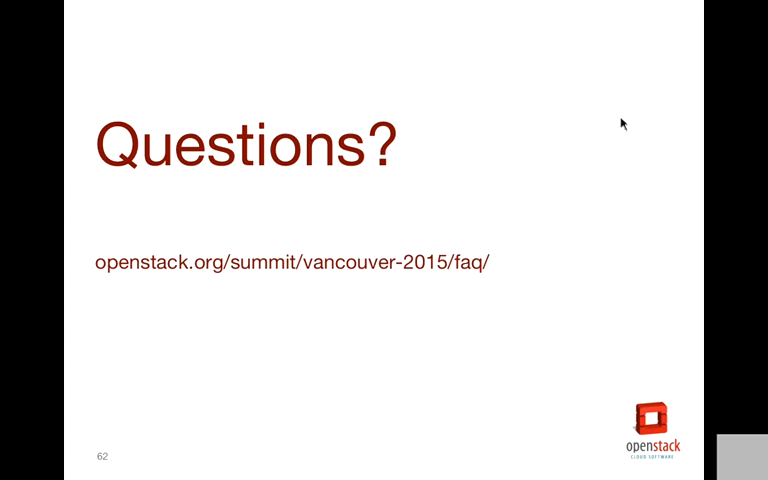 Questions?
openstack.org/summit/vancouver-2015/faq/
62
openstack
CLOUD SOFTWARE